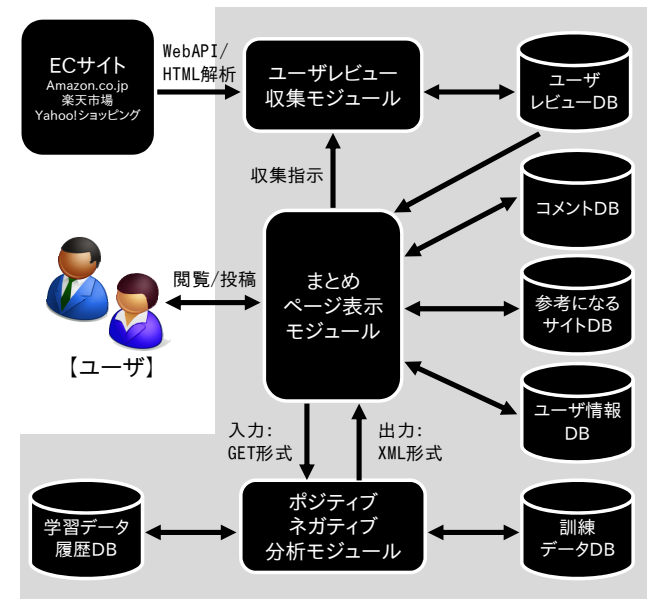 ECサイト
Amazon.co.jp
楽天市場
Yahoo!ショッピング
WebAPI/
HTML解析
ユーザレビュー
収集モジュール
ユーザ
レビューDB
収集指示
コメントDB
閲覧/投稿
まとめ
ページ表示
モジュール
参考になる
サイトDB
【ユーザ】
ユーザ情報
DB
入力:
GET形式
出力:
XML形式
学習データ
履歴DB
ポジティブ
ネガティブ
分析モジュール
訓練
データDB